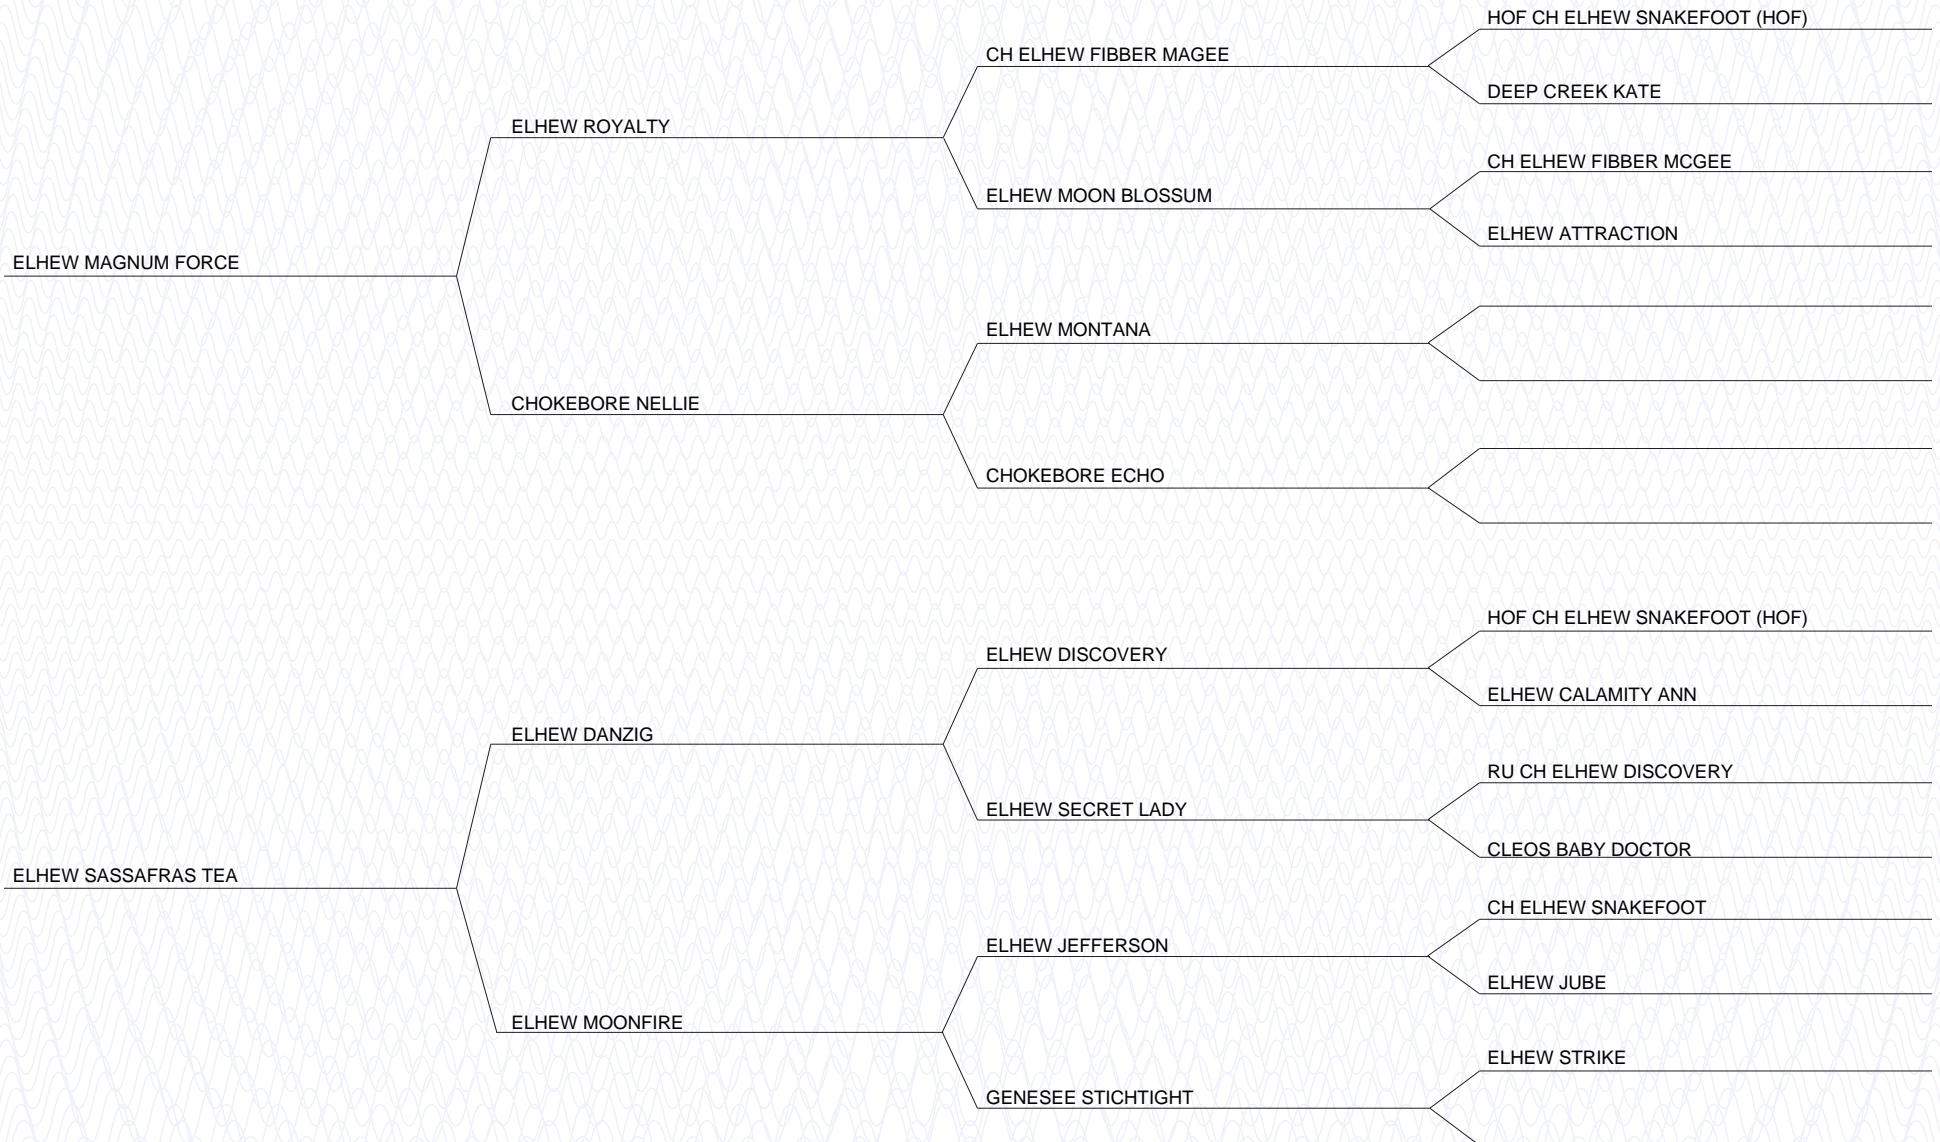 HOF CH ELHEW SNAKEFOOT (HOF)
CH ELHEW FIBBER MAGEE
DEEP CREEK KATE
ELHEW ROYALTY
CH ELHEW FIBBER MCGEE
ELHEW MOON BLOSSUM
ELHEW ATTRACTION
ELHEW MAGNUM FORCE
ELHEW MONTANA
CHOKEBORE NELLIE
CHOKEBORE ECHO
HOF CH ELHEW SNAKEFOOT (HOF)
ELHEW DISCOVERY
ELHEW CALAMITY ANN
ELHEW DANZIG
RU CH ELHEW DISCOVERY
ELHEW SECRET LADY
CLEOS BABY DOCTOR
ELHEW SASSAFRAS TEA
CH ELHEW SNAKEFOOT
ELHEW JEFFERSON
ELHEW JUBE
ELHEW MOONFIRE
ELHEW STRIKE
GENESEE STICHTIGHT